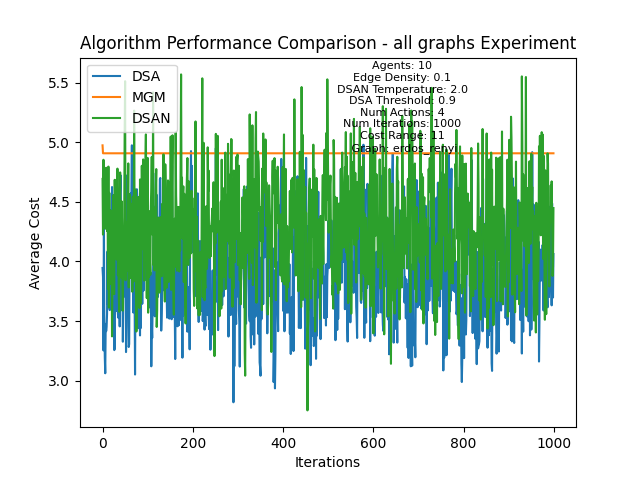 Algorithm Performance Comparison - all graphs Experiment
DSA
MGM
DSAN
Agents: 10
Edge Density: 0.1
DSAN Temperature: 2.0
DSA Threshold: 0.9
Num Actions: 4
Num Iterations: 1000
Cost Range: 11
Graph: erdos_renyi
Average Cost
5.5
5.0
4.5
4.0
3.5
3.0
0 200 400 600 800 1000
Iterations